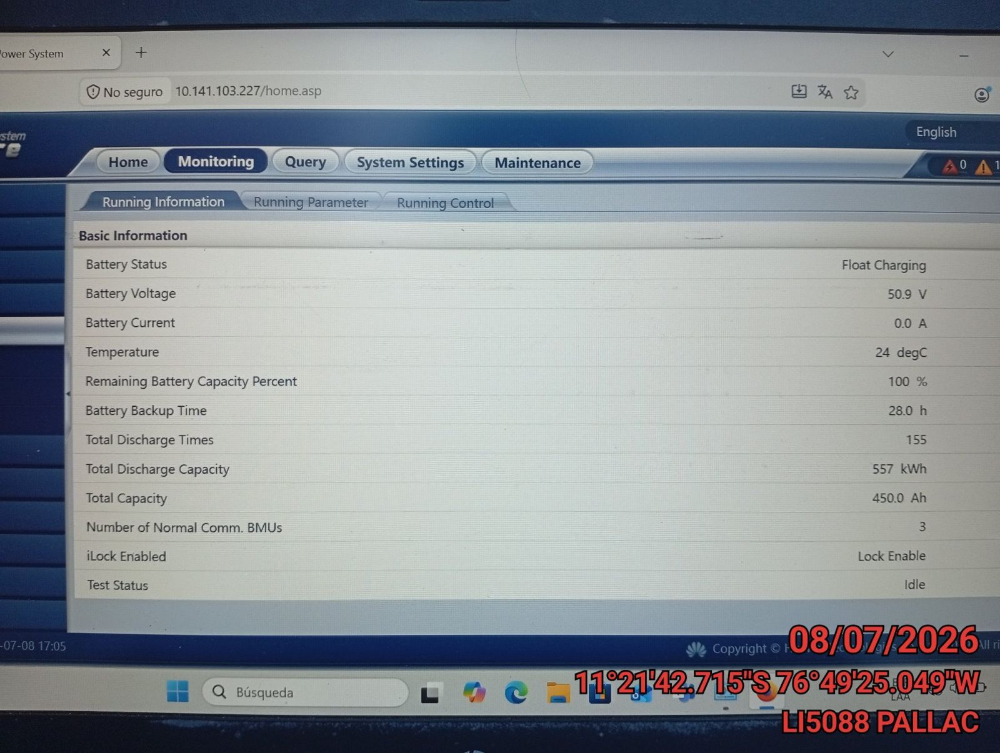 ower System
No seguro 10.141.103.227/home.asp
stem
English
Home Monitoring Query System Settings Maintenance
0 1
Running Information Running Parameter Running Control
Basic Information
Battery Status Float Charging
Battery Voltage 50.9 V
Battery Current 0.0 A
Temperature 24 degC
Remaining Battery Capacity Percent 100 %
Battery Backup Time 28.0 h
Total Discharge Times 155
Total Discharge Capacity 557 kWh
Total Capacity 450.0 Ah
Number of Normal Comm. BMUs 3
iLock Enabled Lock Enable
Test Status Idle
-07-08 17:05
Copyright ©
08/07/2026
11°21'42.715"S 76°49'25.049"W
Búsqueda
LAA
LI5088 PALLAC